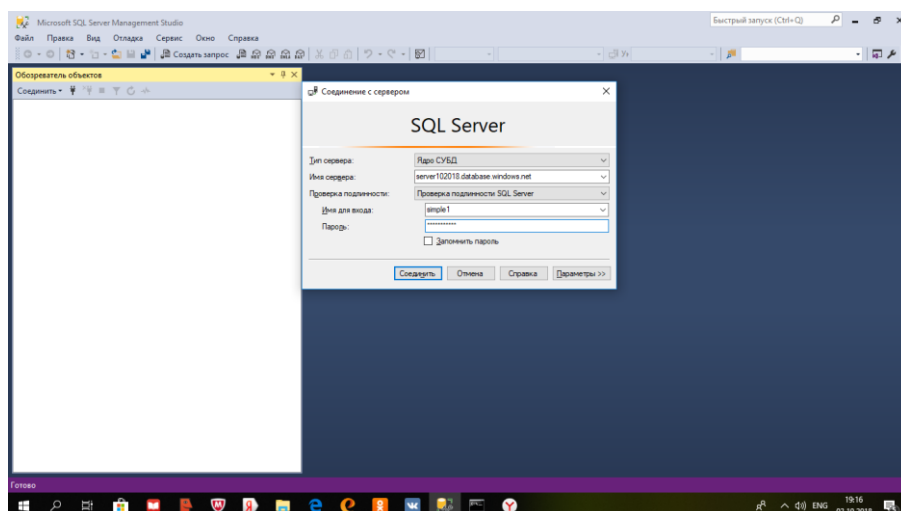 Microsoft SQL Server Management Studio
Быстрый запуск (Ctrl+Q)
Файл Правка Вид Отладка Сервис Окно Справка
Создать запрос
Обозреватель объектов
Соединить
Соединение с сервером
SQL Server
Тип сервера: Ядро СУБД
Имя сервера: server102018.database.windows.net
Проверка подлинности: Проверка подлинности SQL Server
Имя для входа: simple1
Пароль: ***********
Запомнить пароль
Соединить Отмена Справка Параметры >>
Готово
ENG
19:16